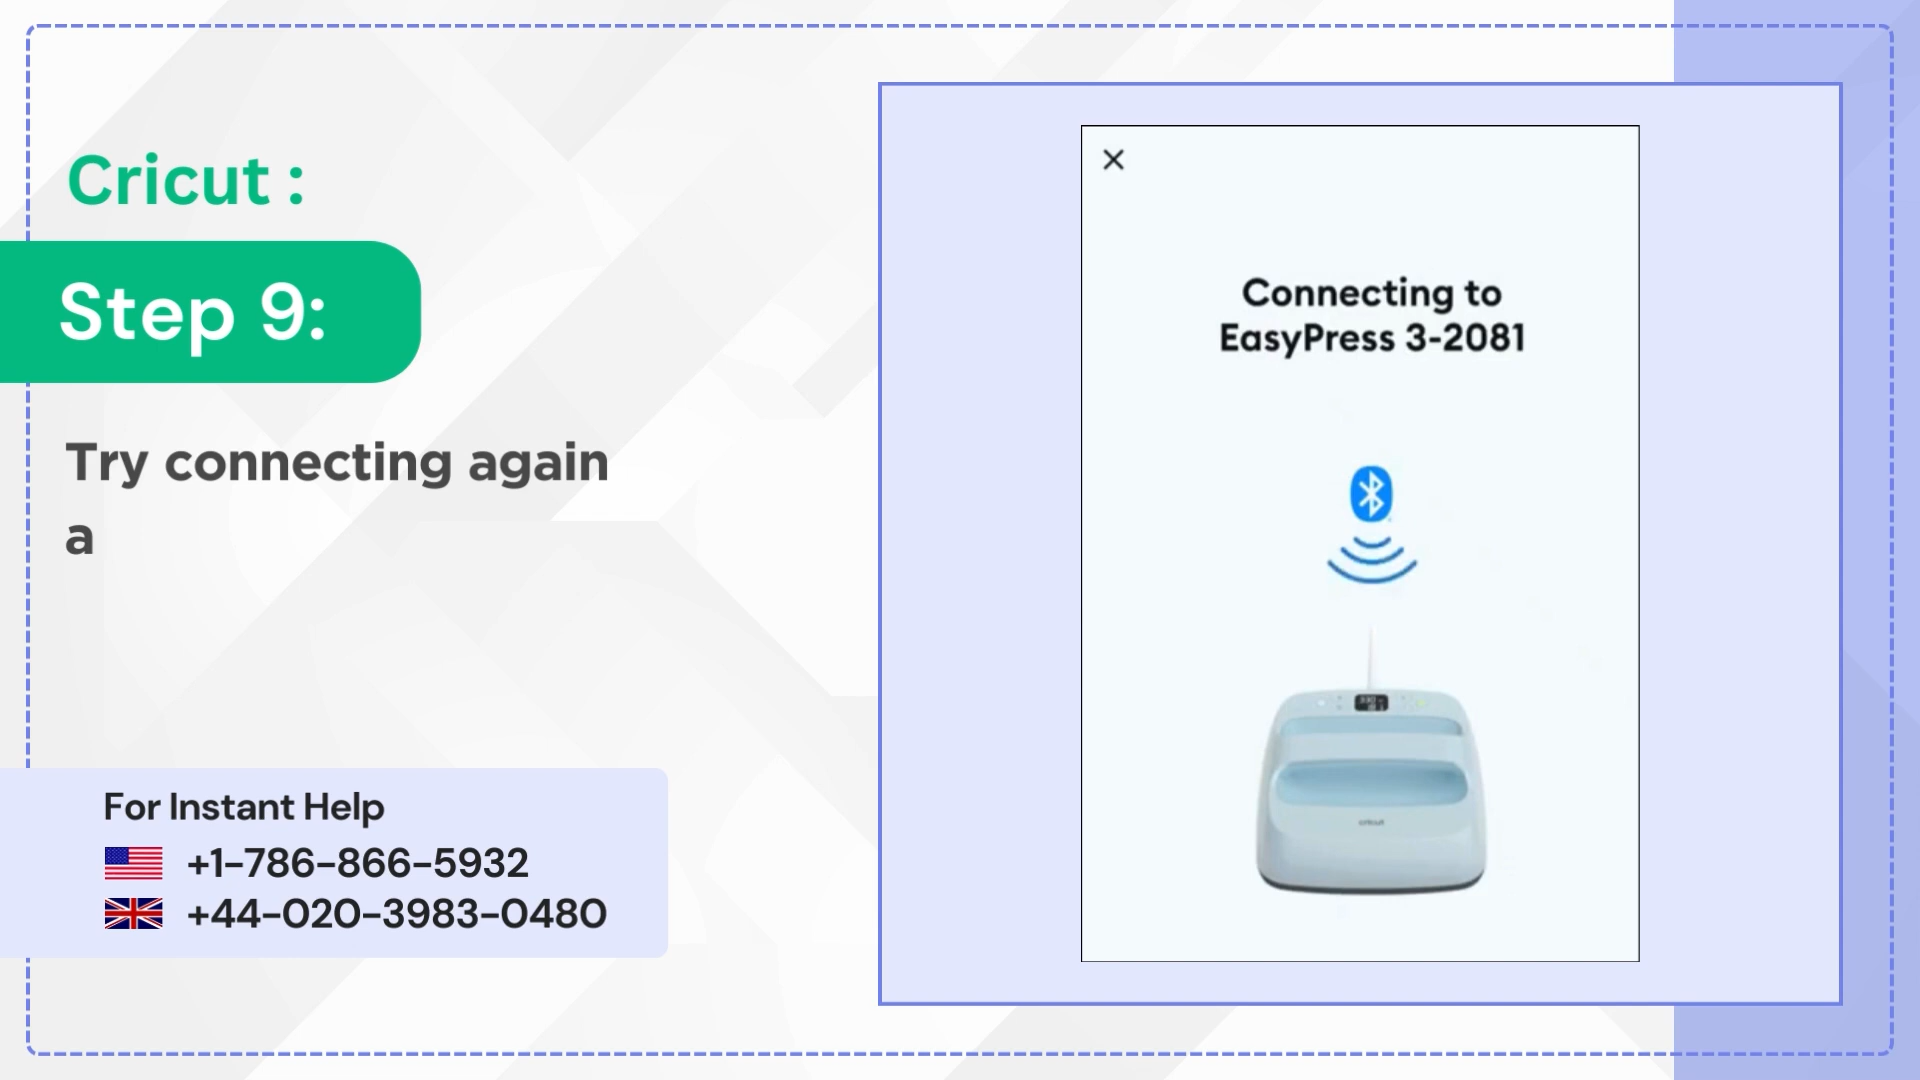 Cricut :
Step 9:
Try connecting again
a
For Instant Help
+1-786-866-5932
+44-020-3983-0480
Connecting to
EasyPress 3-2081
cricut